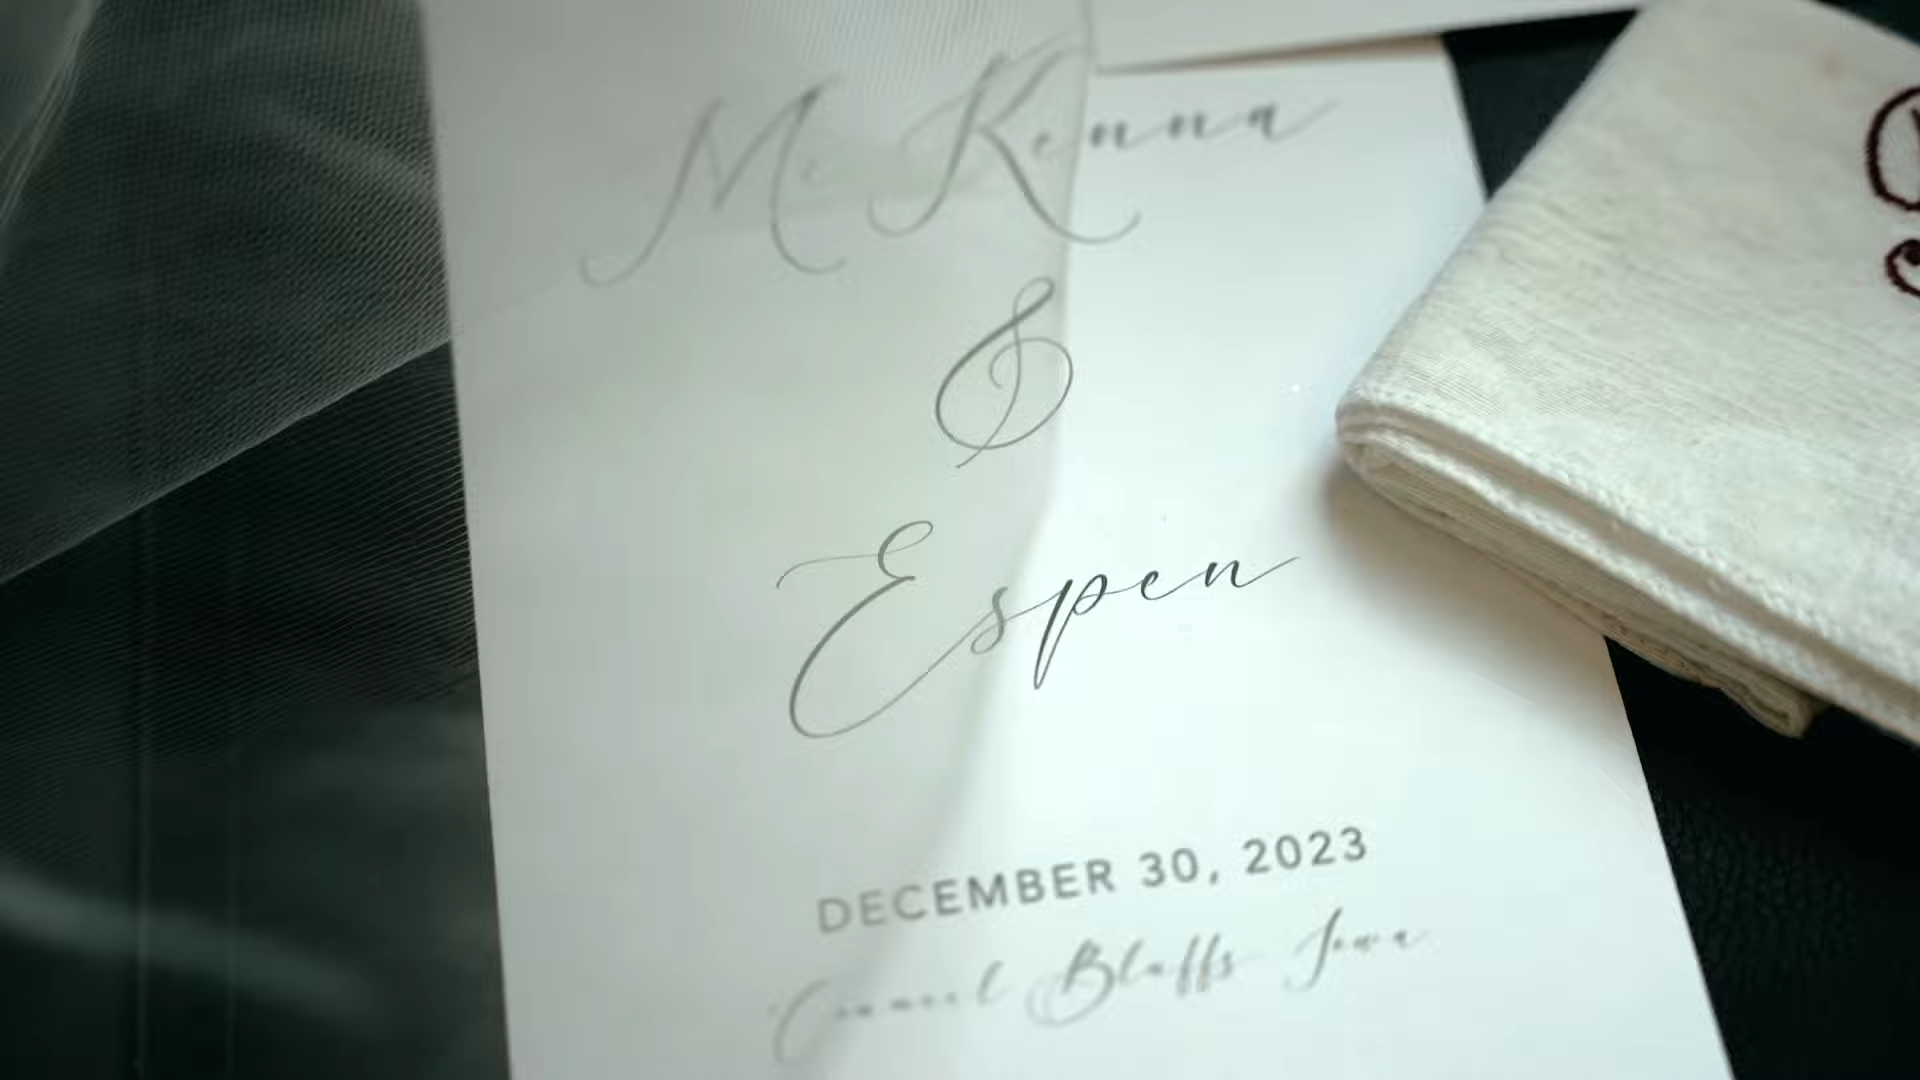 McKenna
&
Espen
DECEMBER 30, 2023
Council Bluffs Iowa